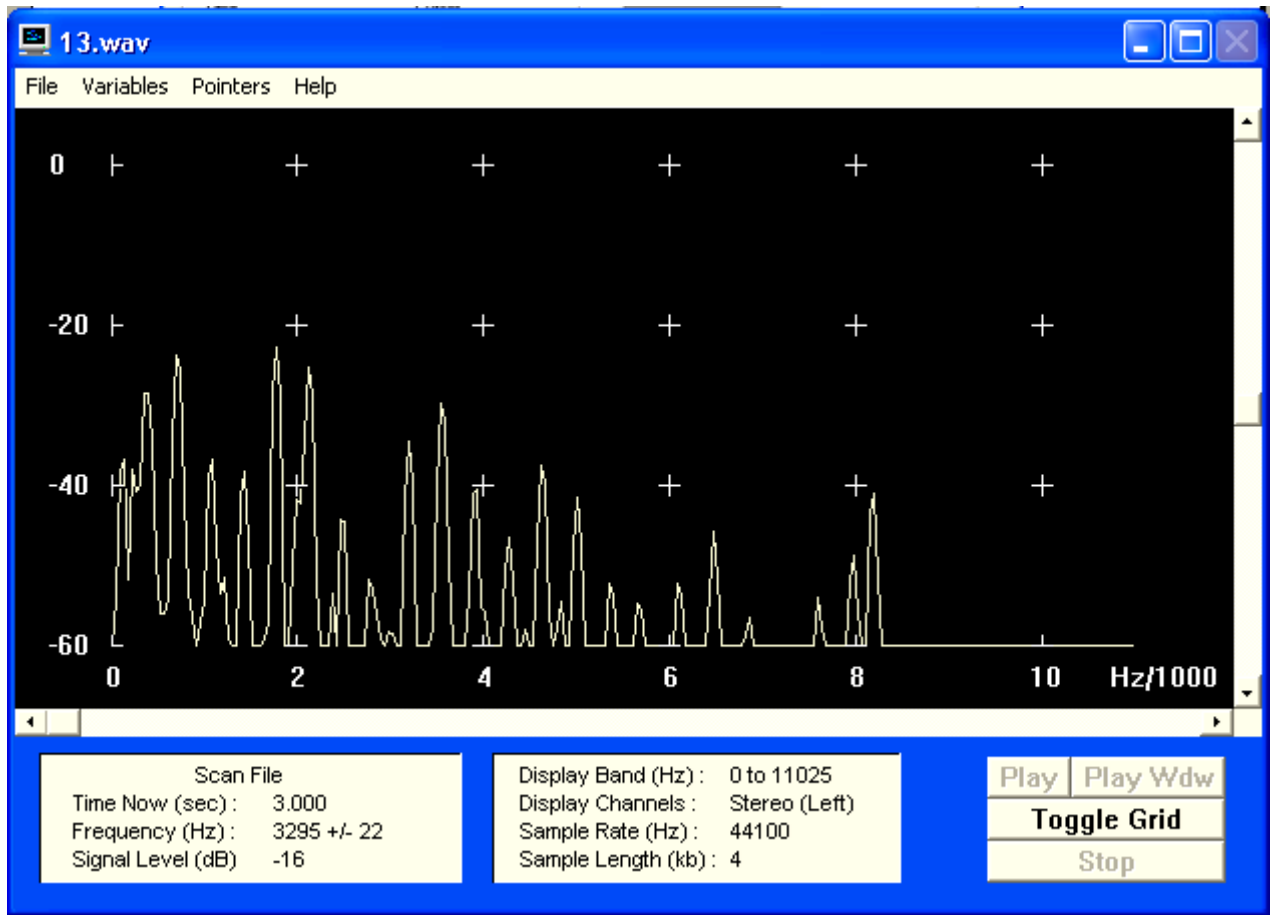 13.wav
File Variables Pointers Help
0
-20
-40
-60
0 2 4 6 8 10 Hz/1000
Scan File
Time Now (sec) : 3.000
Frequency (Hz) : 3295 +/- 22
Signal Level (dB) -16
Display Band (Hz) : 0 to 11025
Display Channels : Stereo (Left)
Sample Rate (Hz) : 44100
Sample Length (kb) : 4
Play Play Wdw
Toggle Grid
Stop